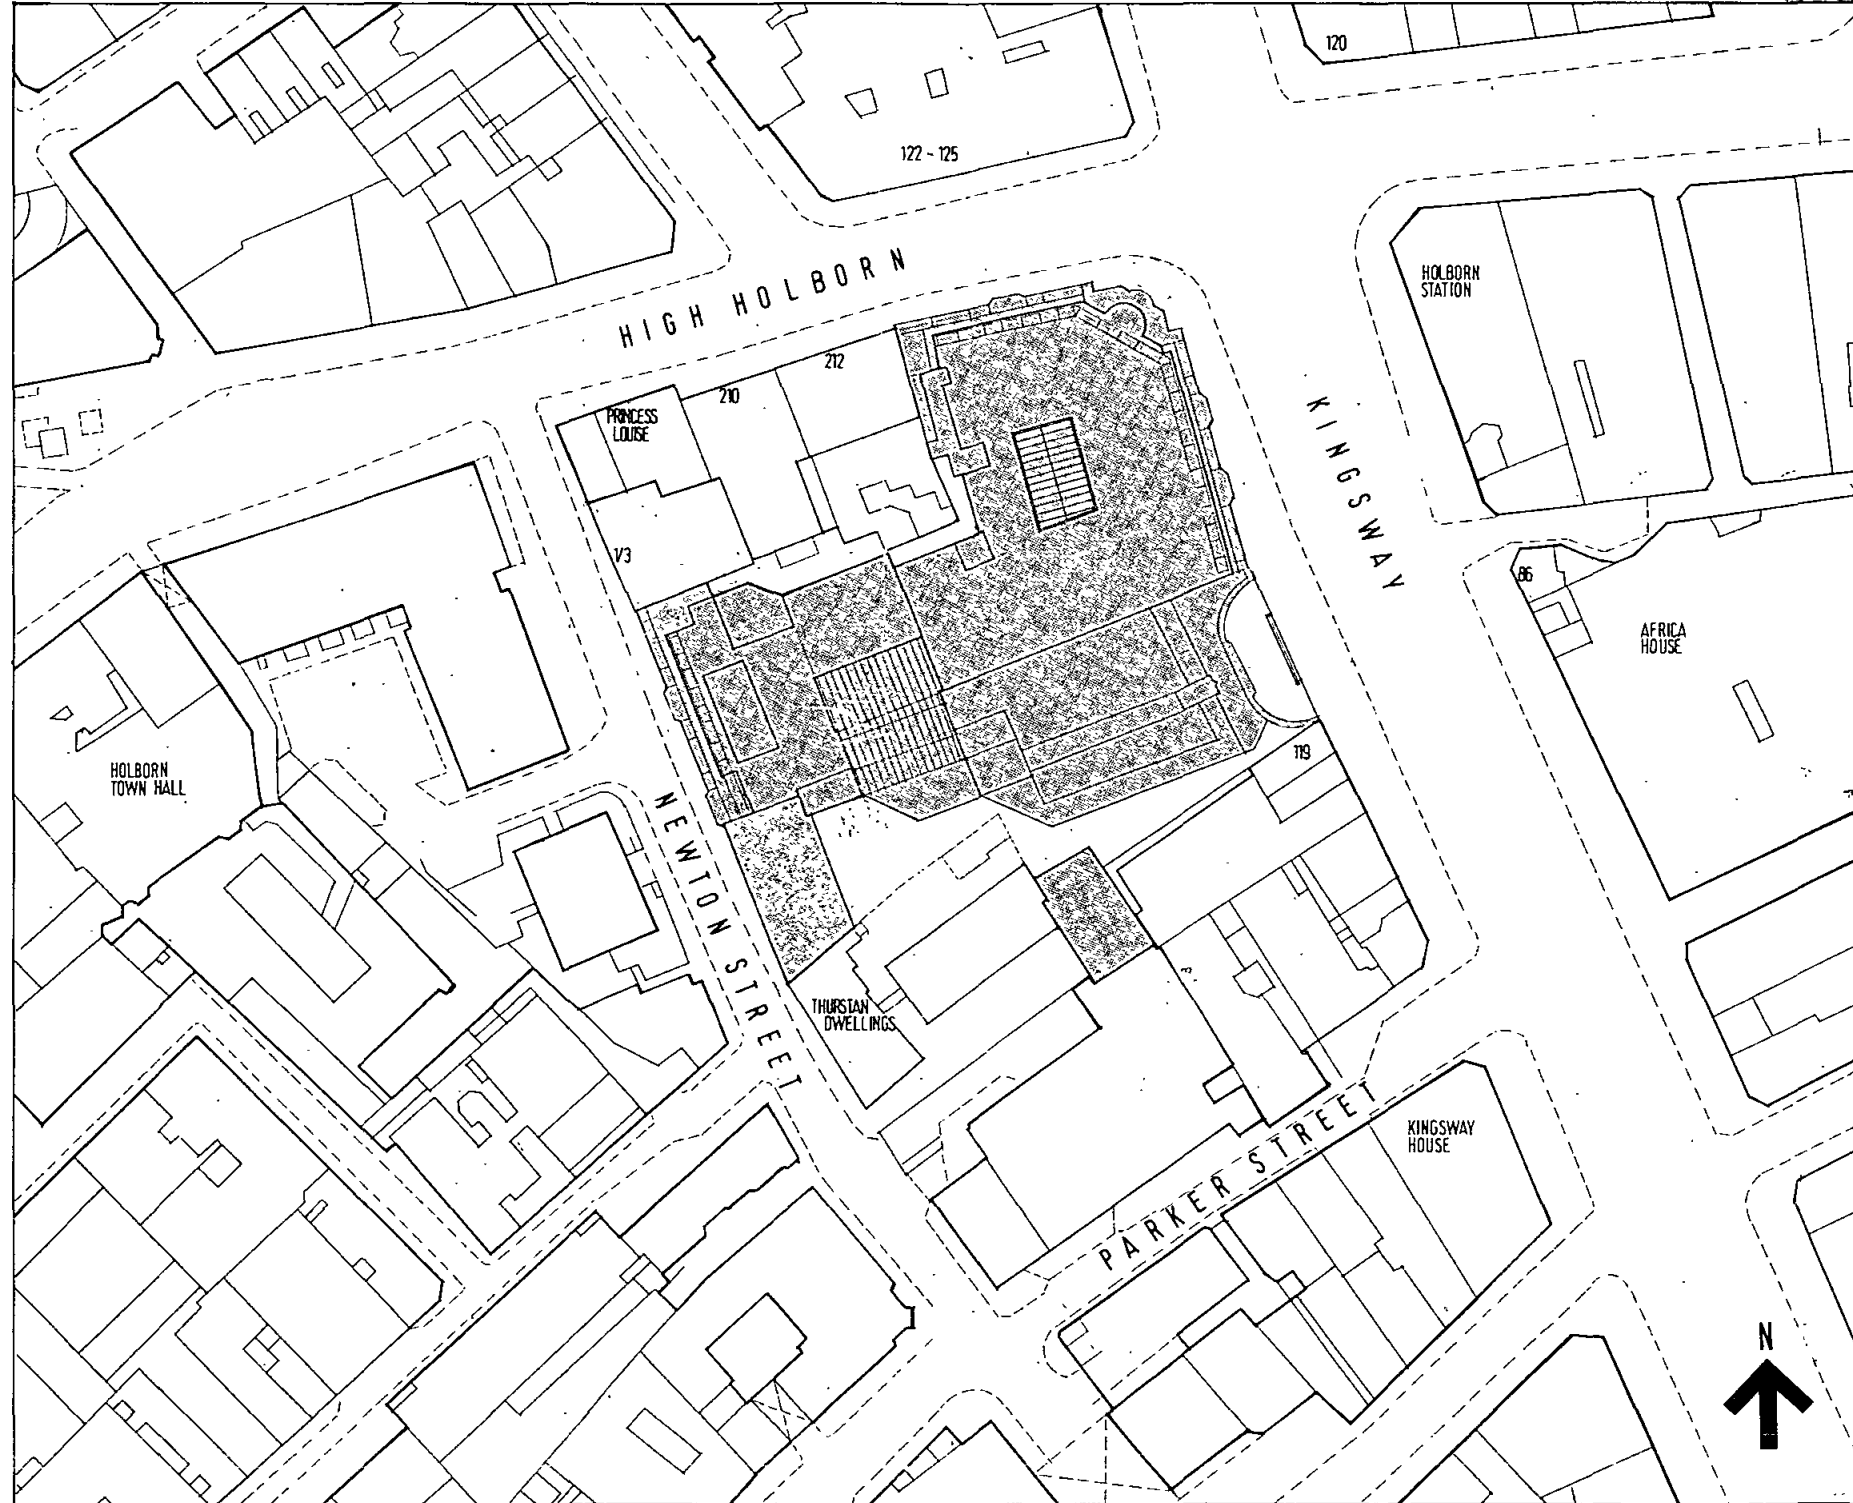 120
122 - 125
HIGH HOLBORN
HOLBORN
STATION
212
210
PRINCESS
LOUISE
KINGSWAY
1/3
86
AFRICA
HOUSE
119
HOLBORN
TOWN HALL
NEWTON STREET
THURSTAN
DWELLINGS
PARKER STREET
KINGSWAY
HOUSE
N